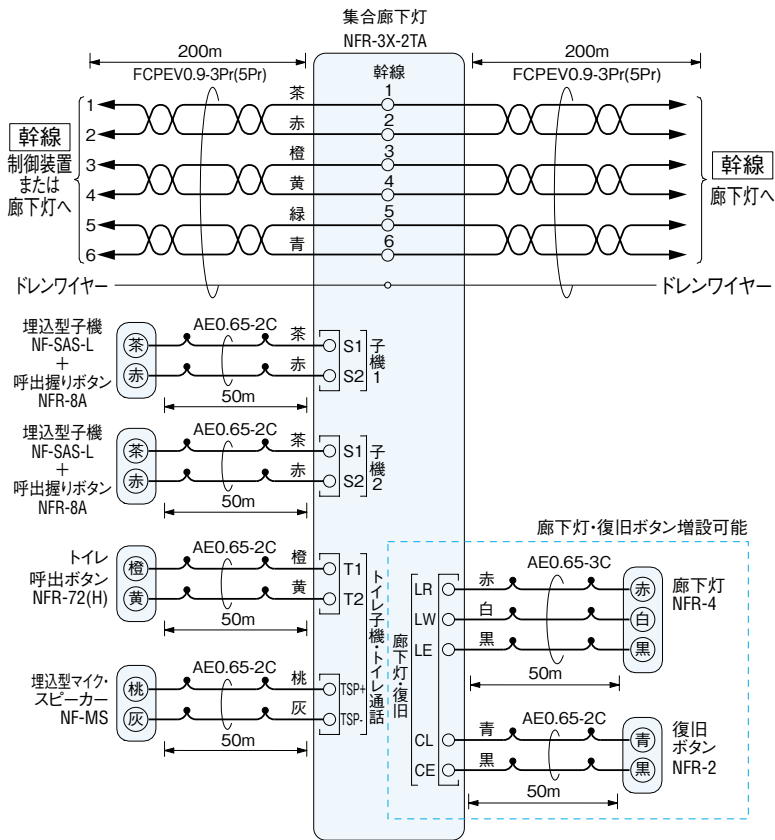 集合廊下灯
NFR-3X-2TA
200m
200m
FCPEV0.9-3Pr(5Pr)
FCPEV0.9-3Pr(5Pr)
幹線
幹線
制御装置
または
廊下灯へ
1
2
3
4
5
6
茶
赤
橙
黄
緑
青
幹線
1
2
3
4
5
6
幹線
廊下灯へ
ドレンワイヤー
ドレンワイヤー
埋込型子機
NF-SAS-L
+
呼出握りボタン
NFR-8A
茶
赤
AE0.65-2C
50m
茶
赤
S1
S2
子機1
埋込型子機
NF-SAS-L
+
呼出握りボタン
NFR-8A
茶
赤
AE0.65-2C
50m
茶
赤
S1
S2
子機2
トイレ
呼出ボタン
NFR-72(H)
橙
黄
AE0.65-2C
50m
橙
黄
T1
T2
トイレ子機・トイレ通話
埋込型マイク・
スピーカー
NF-MS
桃
灰
AE0.65-2C
50m
桃
灰
TSP+
TSP-
廊下灯・復旧ボタン増設可能
廊下灯・復旧
LR
LW
LE
赤
白
黒
AE0.65-3C
50m
赤
白
黒
廊下灯
NFR-4
CL
CE
青
黒
AE0.65-2C
50m
青
黒
復旧
ボタン
NFR-2